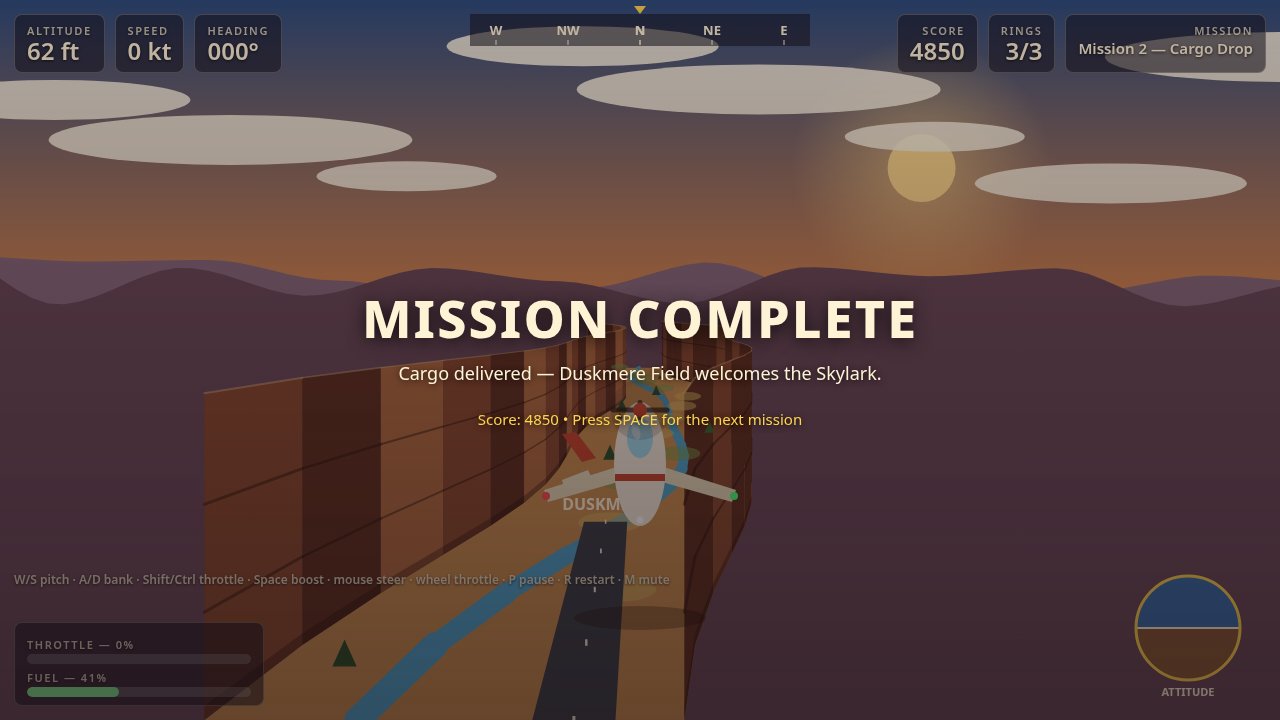 ALTITUDE
62 ft
SPEED
0 kt
HEADING
000°
W NW N NE E
SCORE
4850
RINGS
3/3
MISSION
Mission 2 — Cargo Drop
MISSION COMPLETE
Cargo delivered — Duskmere Field welcomes the Skylark.
Score: 4850 • Press SPACE for the next mission
DUSKM
W/S pitch · A/D bank · Shift/Ctrl throttle · Space boost · mouse steer · wheel throttle · P pause · R restart · M mute
THROTTLE — 0%
FUEL — 41%
ATTITUDE